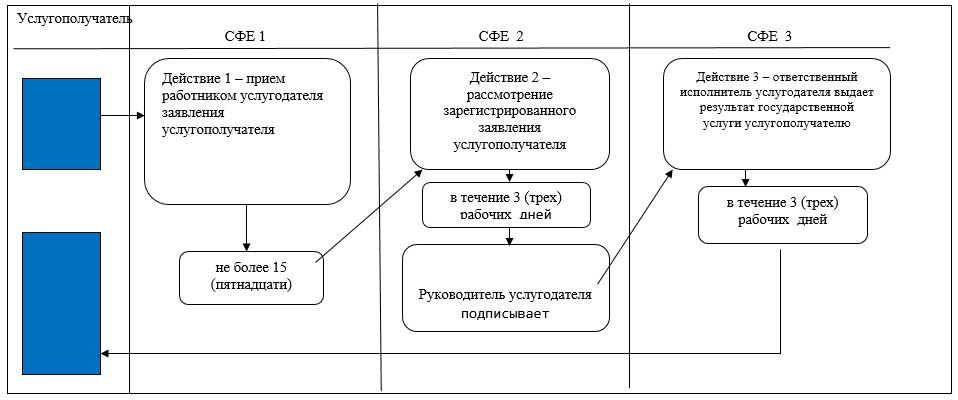 Услугополучатель
СФЕ 1
СФЕ 2
СФЕ 3
Действие 1 – прием
работником услугодателя
заявления
услугополучателя
не более 15
(пятнадцати)
Действие 2 –
рассмотрение
зарегистрированного
заявления
услугополучателя
в течение 3 (трех)
рабочих дней
Руководитель услугодателя
подписывает
Действие 3 – ответственный
исполнитель услугодателя выдает
результат государственной
услуги услугополучателю
в течение 3 (трех)
рабочих дней